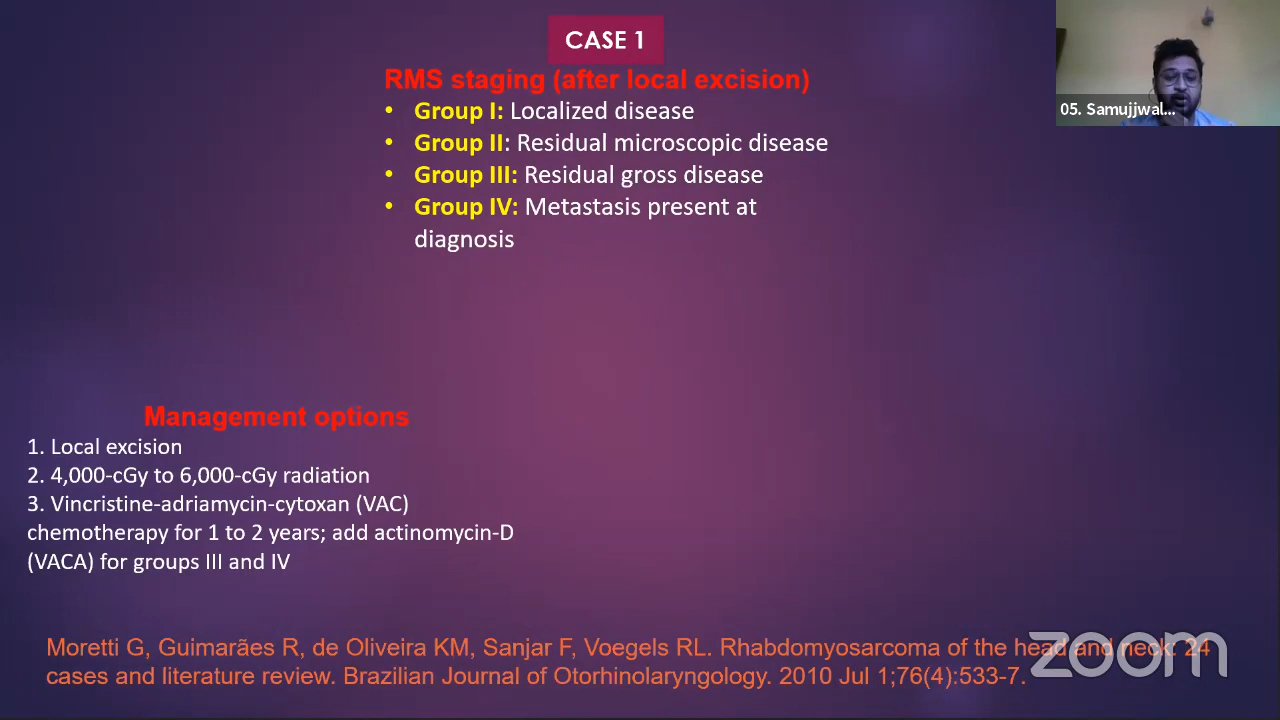 CASE 1
RMS staging (after local excision)
• Group I: Localized disease
• Group II: Residual microscopic disease
• Group III: Residual gross disease
• Group IV: Metastasis present at
diagnosis
05. Samujjwal...
Management options
1. Local excision
2. 4,000-cGy to 6,000-cGy radiation
3. Vincristine-adriamycin-cytoxan (VAC)
chemotherapy for 1 to 2 years; add actinomycin-D
(VACA) for groups III and IV
Moretti G, Guimarães R, de Oliveira KM, Sanjar F, Voegels RL. Rhabdomyosarcoma of the head and neck: 24
cases and literature review. Brazilian Journal of Otorhinolaryngology. 2010 Jul 1;76(4):533-7.
zoom